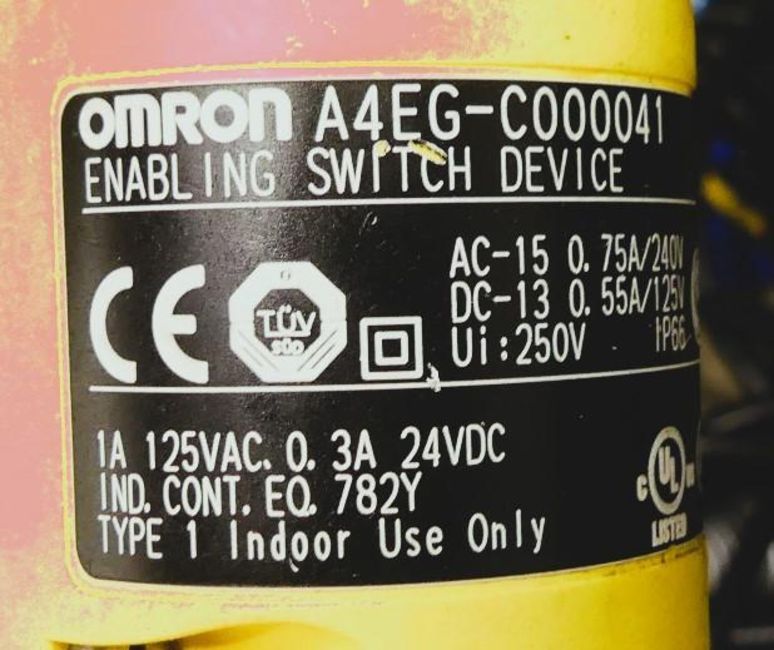 OMRON A4EG-C000041
ENABLING SWITCH DEVICE
AC-15 0. 75A/240V
DC-13 0. 55A/125V
Ui:250V IP66
CE
TÜV
SÜD
1A 125VAC. 0. 3A 24VDC
IND. CONT. EQ. 782Y
TYPE 1 Indoor Use Only
C UL US
LISTED